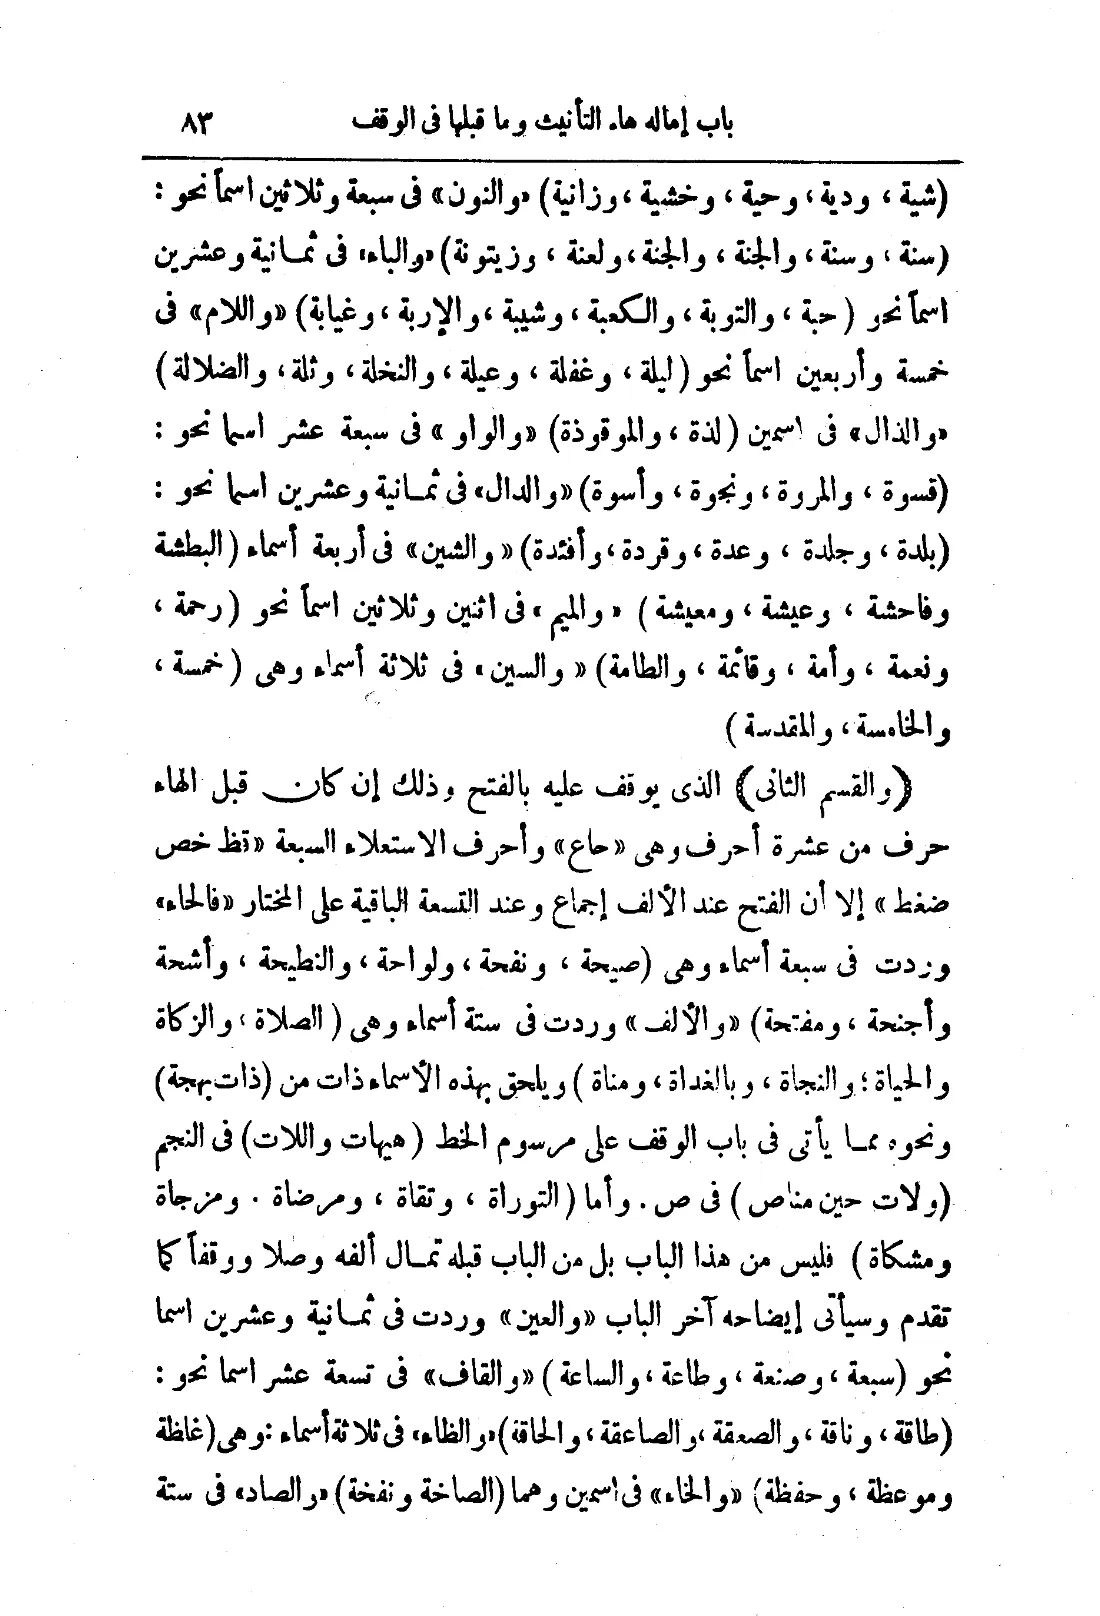 باب إماله هاء التأنيث وما قبلها فى الوقف ٨٣
(شية ، ودية ، وحية ، وخشية ، وزانية) «والنون» فى سبعة وثلاثين اسماً نحو :
(سنة ، وسنة ، والجنة ، والجنة ، ولعنة ، وزيتونة) «والباء» فى ثمانية وعشرين
اسماً نحو (حبة ، والتوبة ، والكعبة ، وشيبة ، والإربة ، وغيابة) «واللام» فى
خمسة وأربعين اسماً نحو (ليلة ، وغفلة ، وعيلة ، والنخلة ، وثلة ، والضلالة)
«والذال» فى اسمين (لذة ، والموقوذة) «والواو» فى سبعة عشر اسما نحو :
(قسوة ، والمروة ، ونجوة ، وأسوة) «والدال» فى ثمانية وعشرين اسما نحو :
(بلدة ، وجلدة ، وعدة ، وقردة ، وأفئدة) «والشين» فى أربعة أسماء (البطشة
وفاحشة ، وعيشة ، ومعيشة) «والميم» فى اثنين وثلاثين اسماً نحو (رحمة ،
ونعمة ، وأمة ، وقائمة ، والطامة) «والسين» فى ثلاثة أسماء وهى (خمسة ،
والخامسة ، والمقدسة)
(والقسم الثانى) الذى يوقف عليه بالفتح وذلك إن كان قبل الهاء
حرف من عشرة أحرف وهى «حاع» وأحرف الاستعلاء السبعة «قظ خص
ضغط» إلا أن الفتح عند الألف إجماع وعند التسعة الباقية على المختار «فالحاء»
وردت فى سبعة أسماء وهى (صيحة ، ونفحة ، ولواحة ، والنطيحة ، وأشحة
وأجنحة ، ومفتحة) «والألف» وردت فى ستة أسماء وهى (الصلاة ، والزكاة
والحياة ؛ والنجاة ، وبالغداة ، ومناة) ويلحق بهذه الأسماء ذات من (ذات بهجة)
ونحوه مما يأتى فى باب الوقف على مرسوم الخط (هيهات واللات) فى النجم
(ولات حين مناص) فى ص . وأما (التوراة ، وتقاة ، ومرضاة . ومزجاة
ومشكاة) فليس من هذا الباب بل من الباب قبله تمال ألفه وصلا ووقفاً كما
تقدم وسيأتى إيضاحه آخر الباب «والعين» وردت فى ثمانية وعشرين اسما
نحو (سبعة ، وصنعة ، وطاعة ، والساعة) «والقاف» فى تسعة عشر اسما نحو :
(طاقة ، وناقة ، والصعقة ، والصاعقة ، والحاقة) «والظاء» فى ثلاثة أسماء : وهى (غلظة
وموعظة ، وحفظة) «والخاء» فى اسمين وهما (الصاخة ونفخة) «والصاد» فى ستة